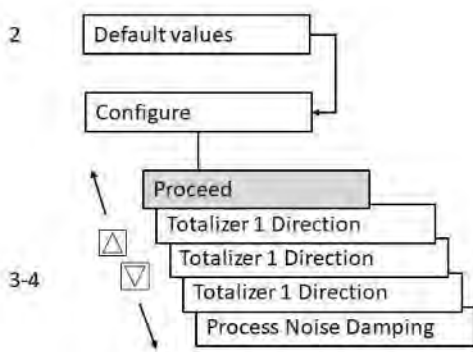 2
Default values
Configure
Proceed
Totalizer 1 Direction
Totalizer 1 Direction
3-4
Totalizer 1 Direction
Process Noise Damping